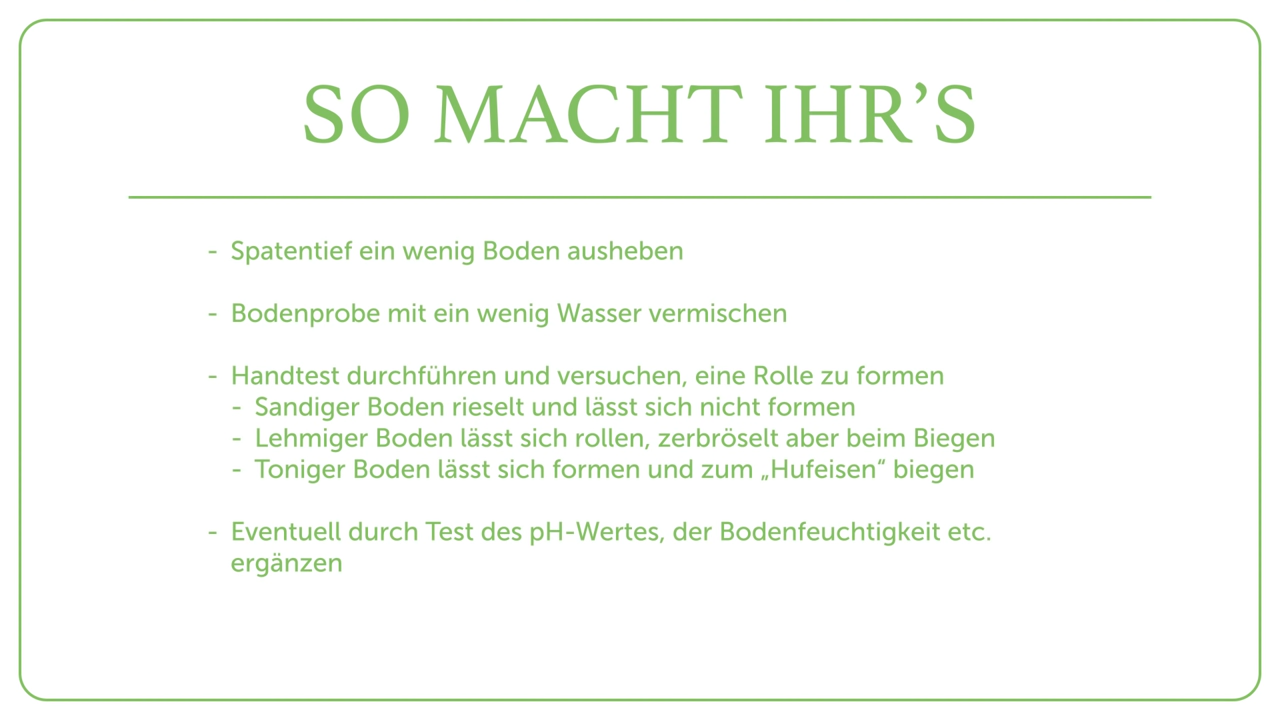 SO MACHT IHR’S
- Spatentief ein wenig Boden ausheben
- Bodenprobe mit ein wenig Wasser vermischen
- Handtest durchführen und versuchen, eine Rolle zu formen
- Sandiger Boden rieselt und lässt sich nicht formen
- Lehmiger Boden lässt sich rollen, zerbröselt aber beim Biegen
- Toniger Boden lässt sich formen und zum „Hufeisen“ biegen
- Eventuell durch Test des pH-Wertes, der Bodenfeuchtigkeit etc.
ergänzen